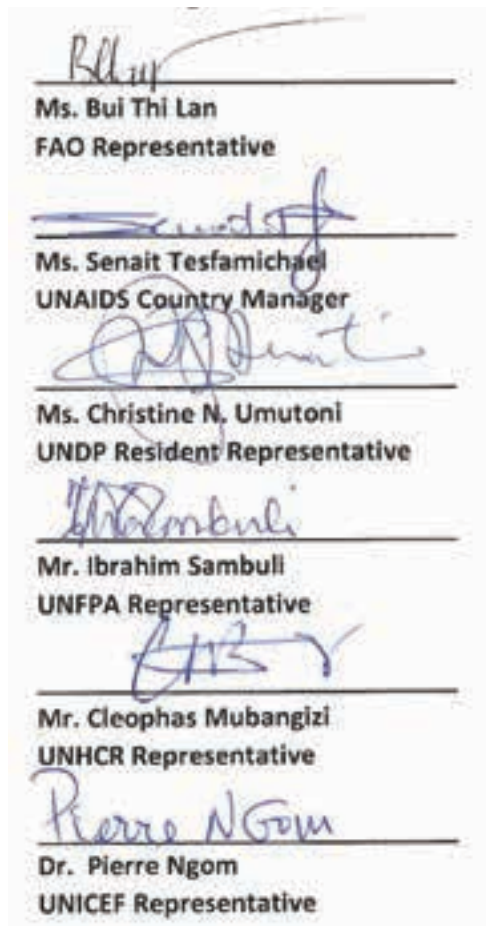 Ms. Bui Thi Lan
FAO Representative
Ms. Senait Tesfamichael
UNAIDS Country Manager
Ms. Christine N. Umutoni
UNDP Resident Representative
Mr. Ibrahim Sambuli
UNFPA Representative
Mr. Cleophas Mubangizi
UNHCR Representative
Pierre NGom
Dr. Pierre Ngom
UNICEF Representative